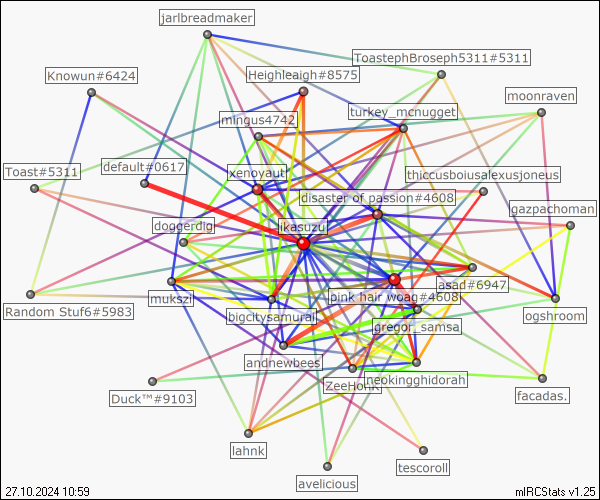 jarlbreadmaker
ToastephBroseph5311#5311
Knowun#6424
Heighleaigh#8575
moonraven
turkey_mcnugget
mingus4742
Toast#5311
default#0617
xenoyaut
thiccusboiusalexusjoneus
disaster of passion#4608
gazpachoman
doggerdig
ikasuzu
asad#6947
mukszi
pink hair woag#4608
Random Stuf6#5983
bigcitysamurai
ogshroom
gregor_samsa
andnewbees
ZeeHonk
neokingghidorah
Duck™#9103
facadas.
lahnk
tescoroll
avelicious
27.10.2024 10:59
mIRCStats v1.25